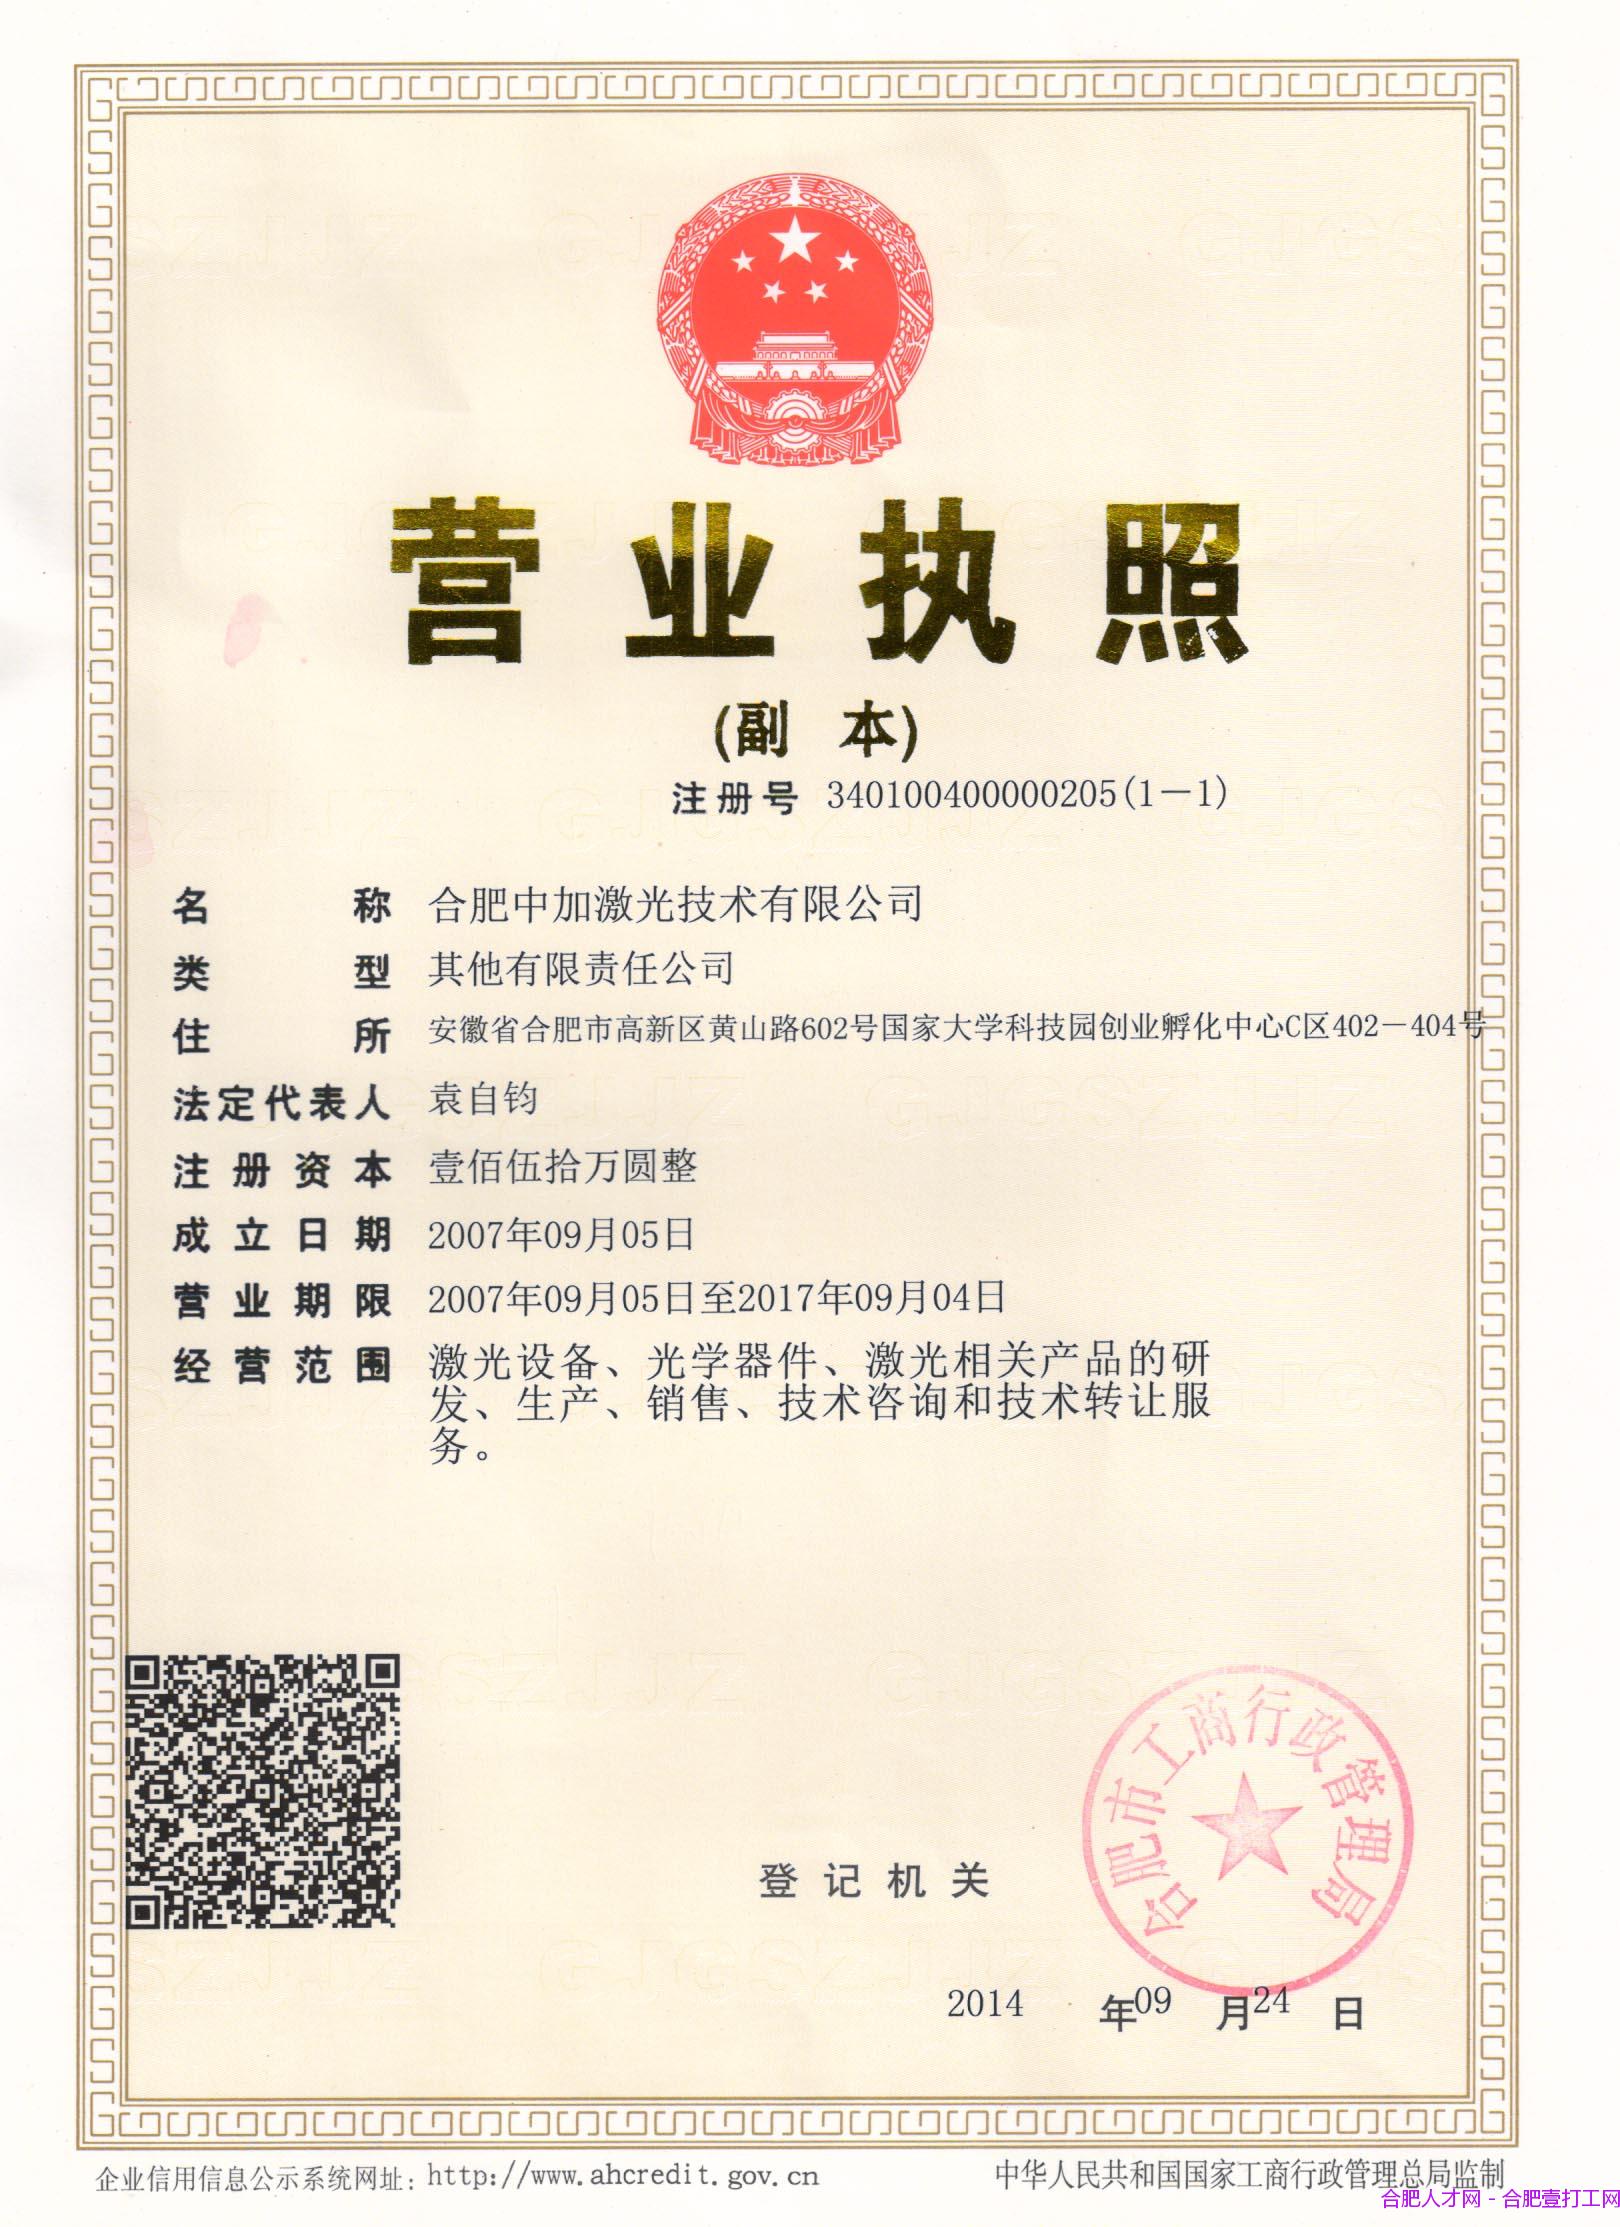 营业执照
(副 本)
注册号 340100400000205(1-1)
名称 合肥中加激光技术有限公司
类型 其他有限责任公司
住所 安徽省合肥市高新区黄山路602号国家大学科技园创业孵化中心C区402-404号
法定代表人 袁自钧
注册资本 壹佰伍拾万圆整
成立日期 2007年09月05日
营业期限 2007年09月05日至2017年09月04日
经营范围 激光设备、光学器件、激光相关产品的研
发、生产、销售、技术咨询和技术转让服
务。
合肥市工商行政管理局
登记机关
2014 年09 月24 日
企业信用信息公示系统网址：http://www.ahcredit.gov.cn
中华人民共和国国家工商行政管理总局监制
合肥人才网 - 合肥壹打工网